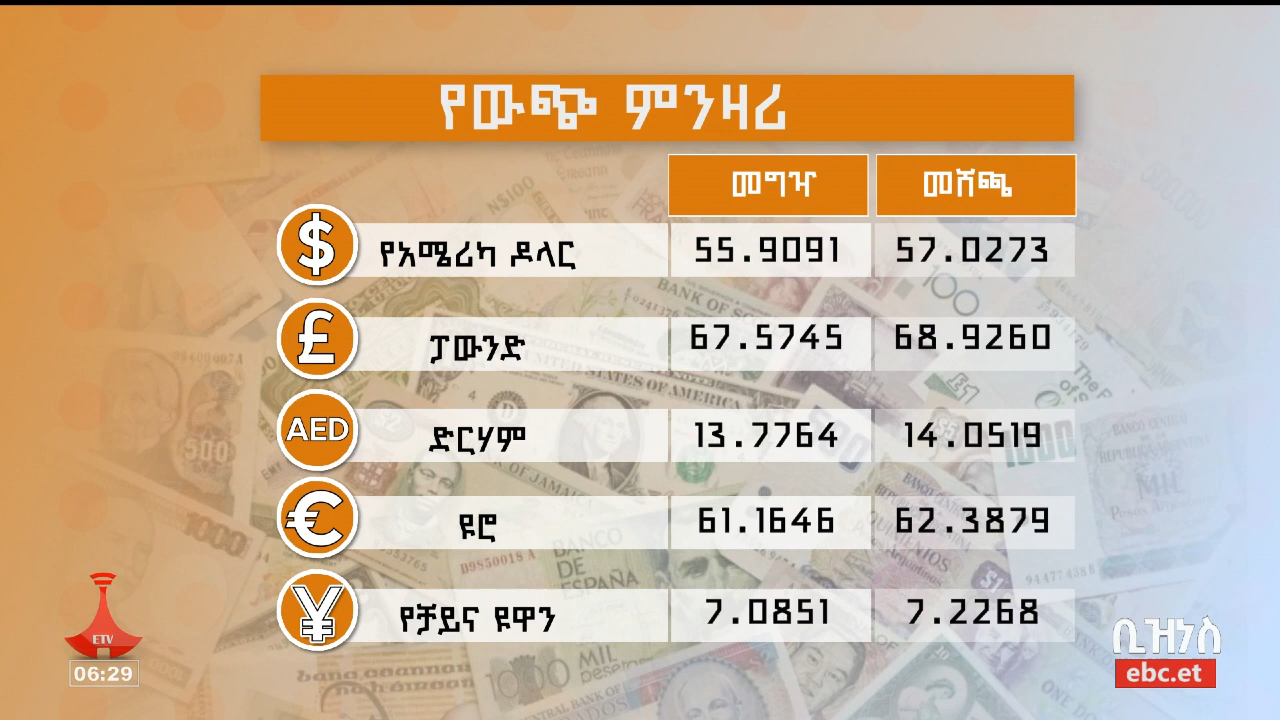 የውጭ ምንዛሪ
መግዣ መሸጫ
$ የአሜሪካ ዶላር 55.9091 57.0273
£ ፓውንድ 67.5745 68.9260
AED ድርሃም 13.7764 14.0519
€ ዩሮ 61.1646 62.3879
¥ የቻይና ዩዋን 7.0851 7.2268
ETV
06:29
ቢዝነስ
ebc.et